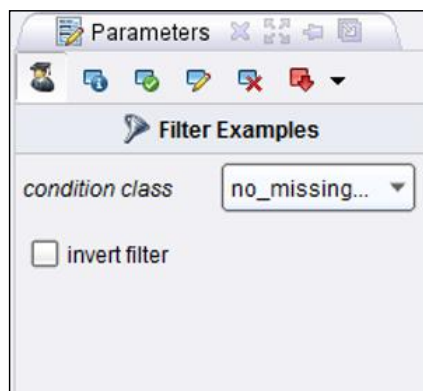 Parameters
Filter Examples
condition class no_missing...
invert filter